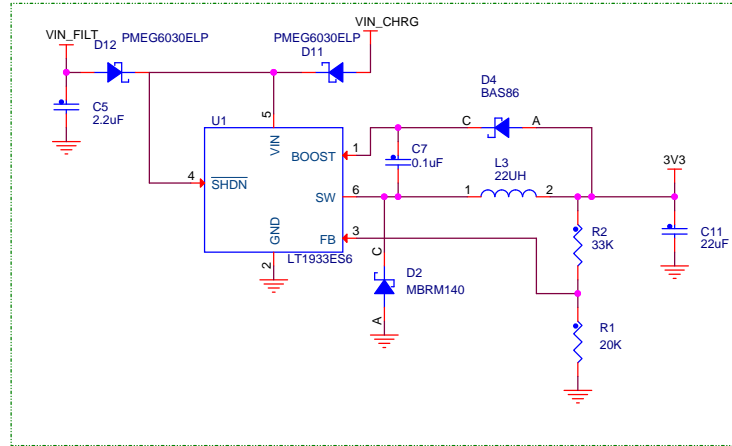 VIN_CHRG
VIN_FILT
D12
PMEG6030ELP
PMEG6030ELP
D11
D4
BAS86
C5
2.2uF
U1
5
VIN
C
A
BOOST
1
C7
0.1uF
L3
22UH
3V3
4
SHDN
SW
6
1
2
GND
FB
3
R2
33K
C11
22uF
2
LT1933ES6
C
D2
MBRM140
A
R1
20K